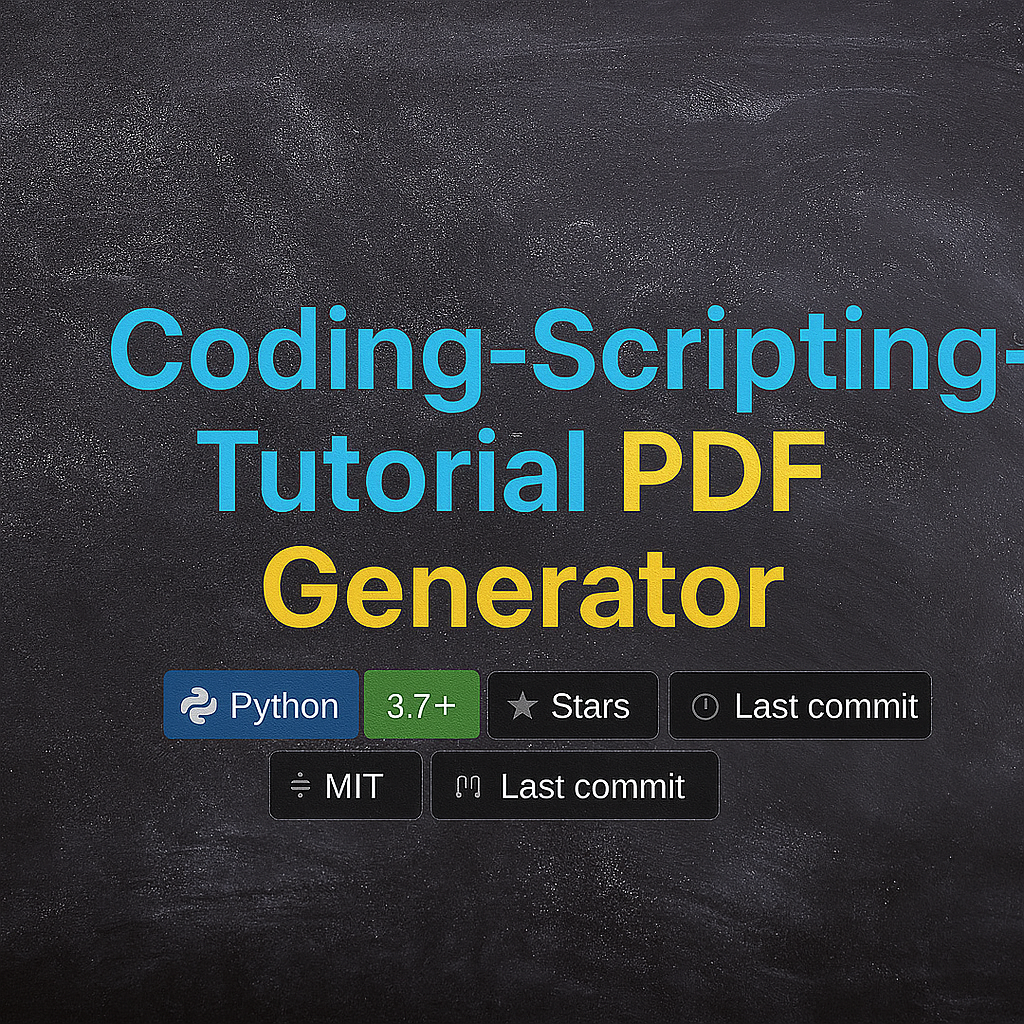 Coding-Scripting-
Tutorial PDF
Generator
Python 3.7+ Stars Last commit
MIT Last commit